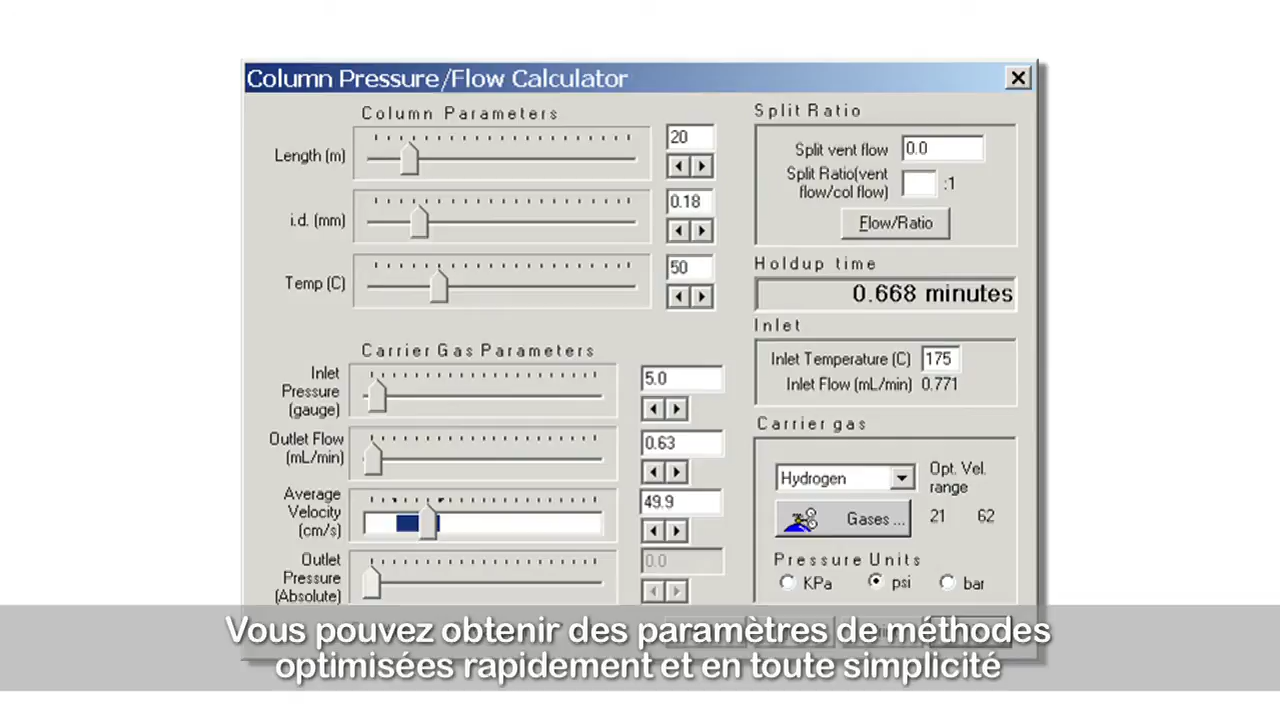 Column Pressure/Flow Calculator
Column Parameters
Length (m)
20
i.d. (mm)
0.18
Temp (C)
50
Carrier Gas Parameters
Inlet
Pressure
(gauge)
5.0
Outlet Flow
(mL/min)
0.63
Average
Velocity
(cm/s)
49.9
Outlet
Pressure
(Absolute)
0.0
Split Ratio
Split vent flow
0.0
Split Ratio(vent
flow/col flow)
:1
Flow/Ratio
Holdup time
0.668 minutes
Inlet
Inlet Temperature (C)
175
Inlet Flow (mL/min) 0.771
Carrier gas
Hydrogen
Opt. Vel.
range
Gases ...
21 62
Pressure Units
KPa psi bar
Vous pouvez obtenir des paramètres de méthodes
optimisées rapidement et en toute simplicité